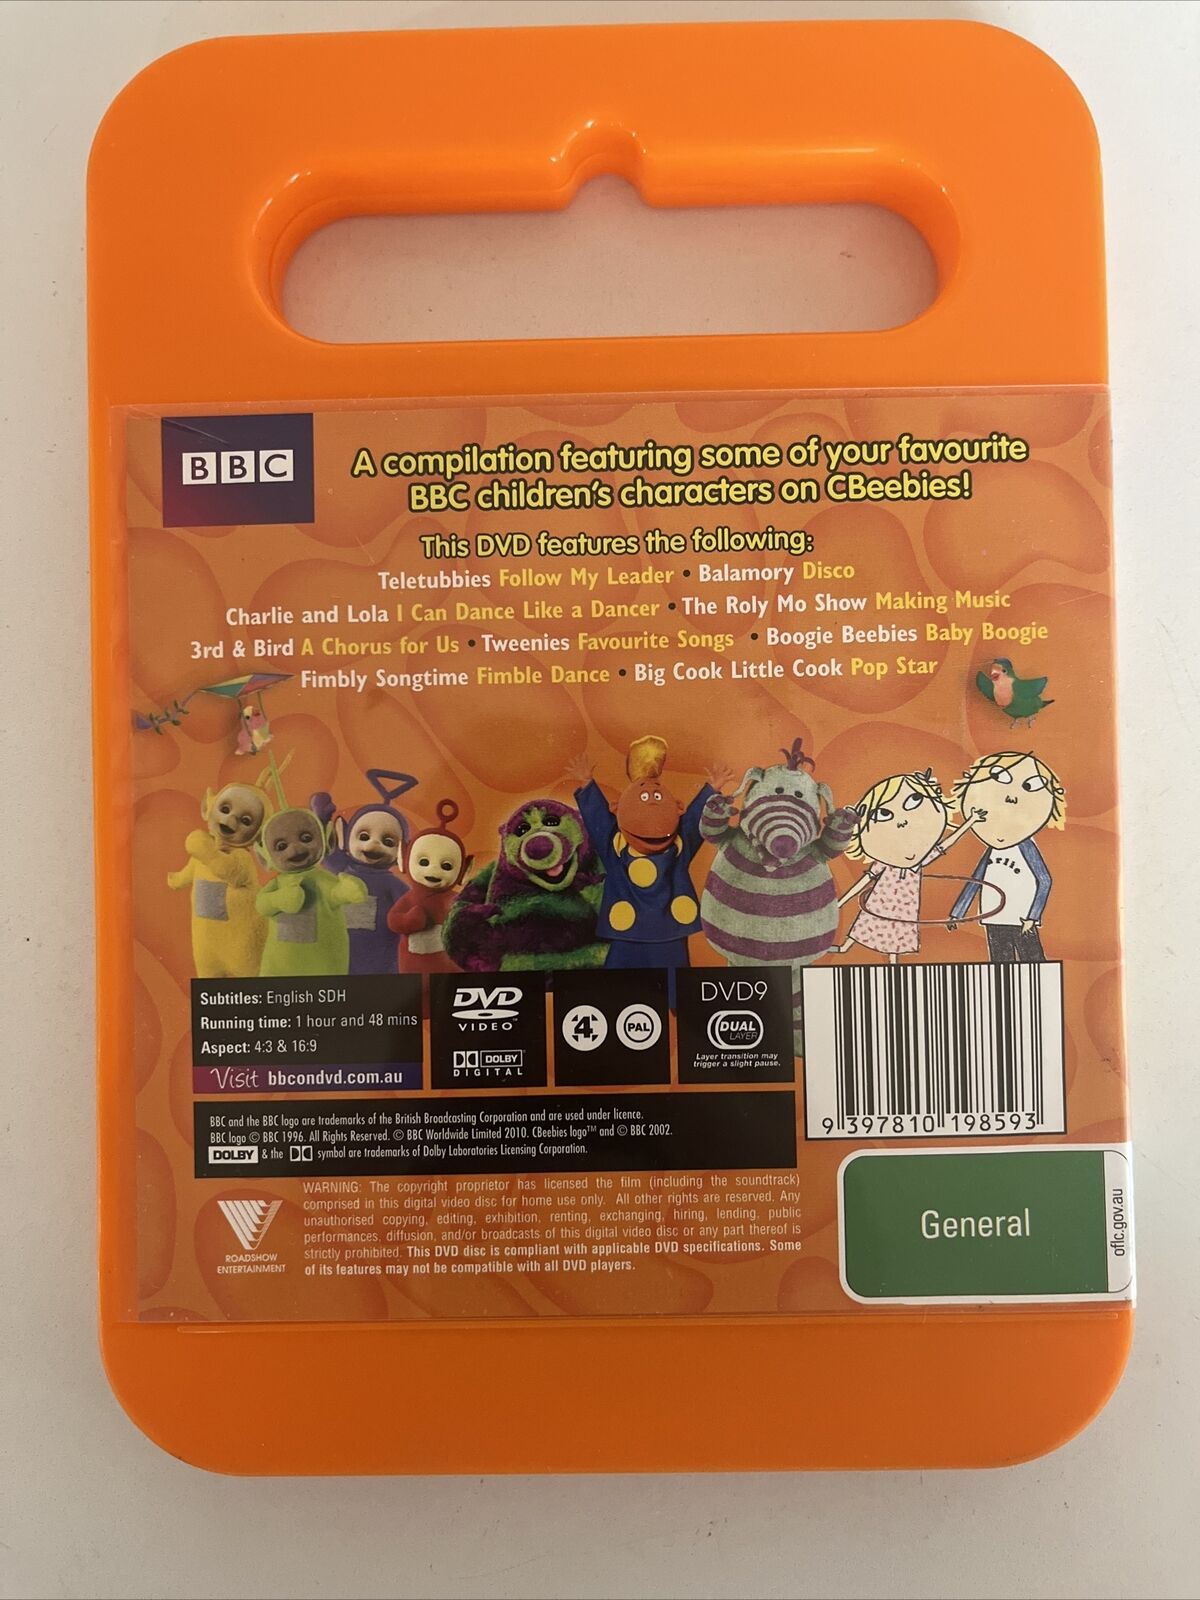 BBC
A compilation featuring some of your favourite
BBC children's characters on CBeebies!
This DVD features the following:
Teletubbies Follow My Leader • Balamory Disco
Charlie and Lola I Can Dance Like a Dancer • The Roly Mo Show Making Music
3rd & Bird A Chorus for Us • Tweenies Favourite Songs • Boogie Beebies Baby Boogie
Fimbly Songtime Fimble Dance • Big Cook Little Cook Pop Star
arlie
Subtitles: English SDH
Running time: 1 hour and 48 mins
Aspect: 4:3 & 16:9
Visit bbcondvd.com.au
DVD
VIDEO™
DOLBY
DIGITAL
4
PAL
DVD9
DUAL
LAYER
Layer transition may
trigger a slight pause.
9 397810 198593
BBC and the BBC logo are trademarks of the British Broadcasting Corporation and are used under licence.
BBC logo © BBC 1996. All Rights Reserved. © BBC Worldwide Limited 2010. CBeebies logo™ and © BBC 2002.
DOLBY & the symbol are trademarks of Dolby Laboratories Licensing Corporation.
ROADSHOW
ENTERTAINMENT
WARNING: The copyright proprietor has licensed the film (including the soundtrack)
comprised in this digital video disc for home use only. All other rights are reserved. Any
unauthorised copying, editing, exhibition, renting, exchanging, hiring, lending, public
performances, diffusion, and/or broadcasts of this digital video disc or any part thereof is
strictly prohibited. This DVD disc is compliant with applicable DVD specifications. Some
of its features may not be compatible with all DVD players.
General
oflc.gov.au